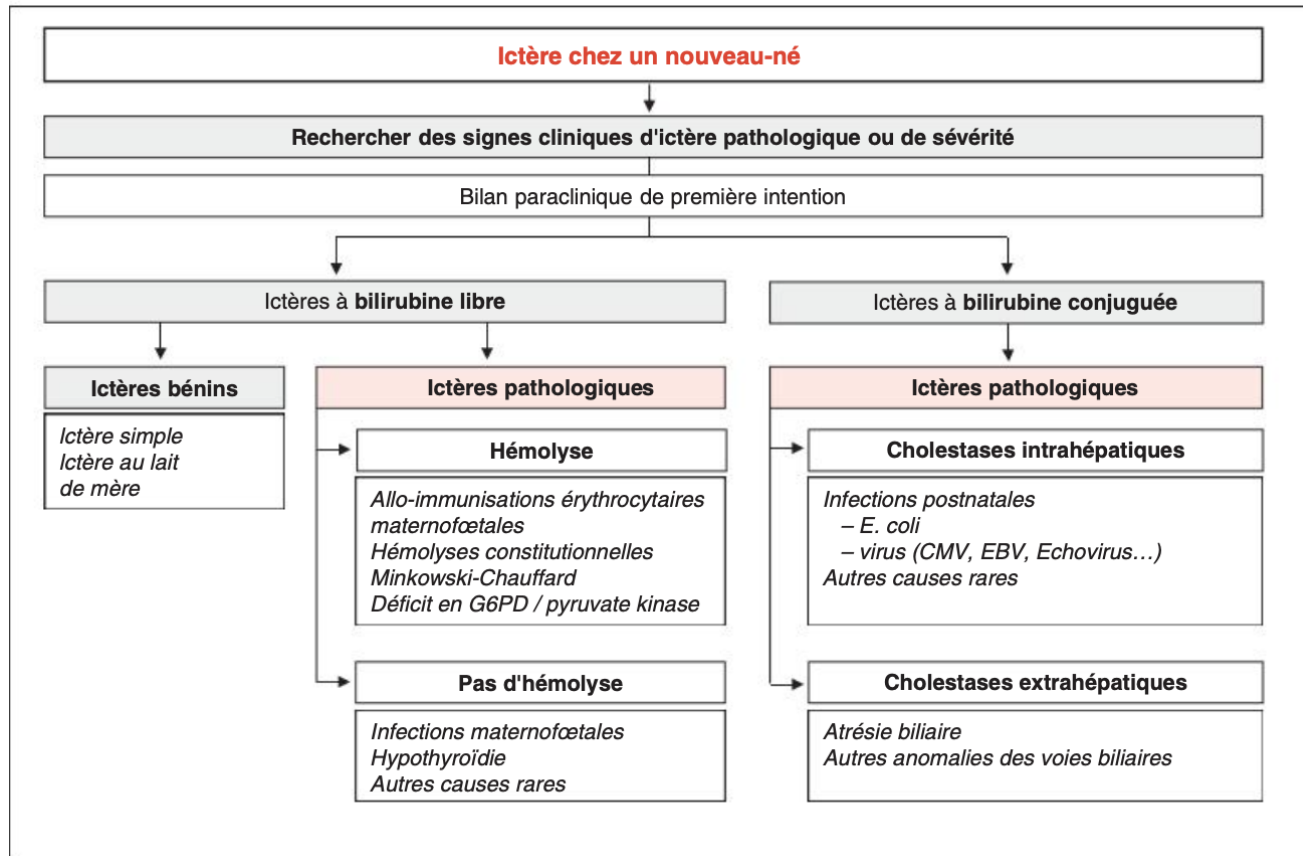 Ictère chez un nouveau-né
Rechercher des signes cliniques d'ictère pathologique ou de sévérité
Bilan paraclinique de première intention
Ictères à bilirubine libre
Ictères à bilirubine conjuguée
Ictères bénins
Ictère simple
Ictère au lait
de mère
Ictères pathologiques
Hémolyse
Allo-immunisations érythrocytaires
maternofœtales
Hémolyses constitutionnelles
Minkowski-Chauffard
Déficit en G6PD / pyruvate kinase
Pas d'hémolyse
Infections maternofœtales
Hypothyroïdie
Autres causes rares
Ictères pathologiques
Cholestases intrahépatiques
Infections postnatales
– E. coli
– virus (CMV, EBV, Echovirus…)
Autres causes rares
Cholestases extrahépatiques
Atrésie biliaire
Autres anomalies des voies biliaires